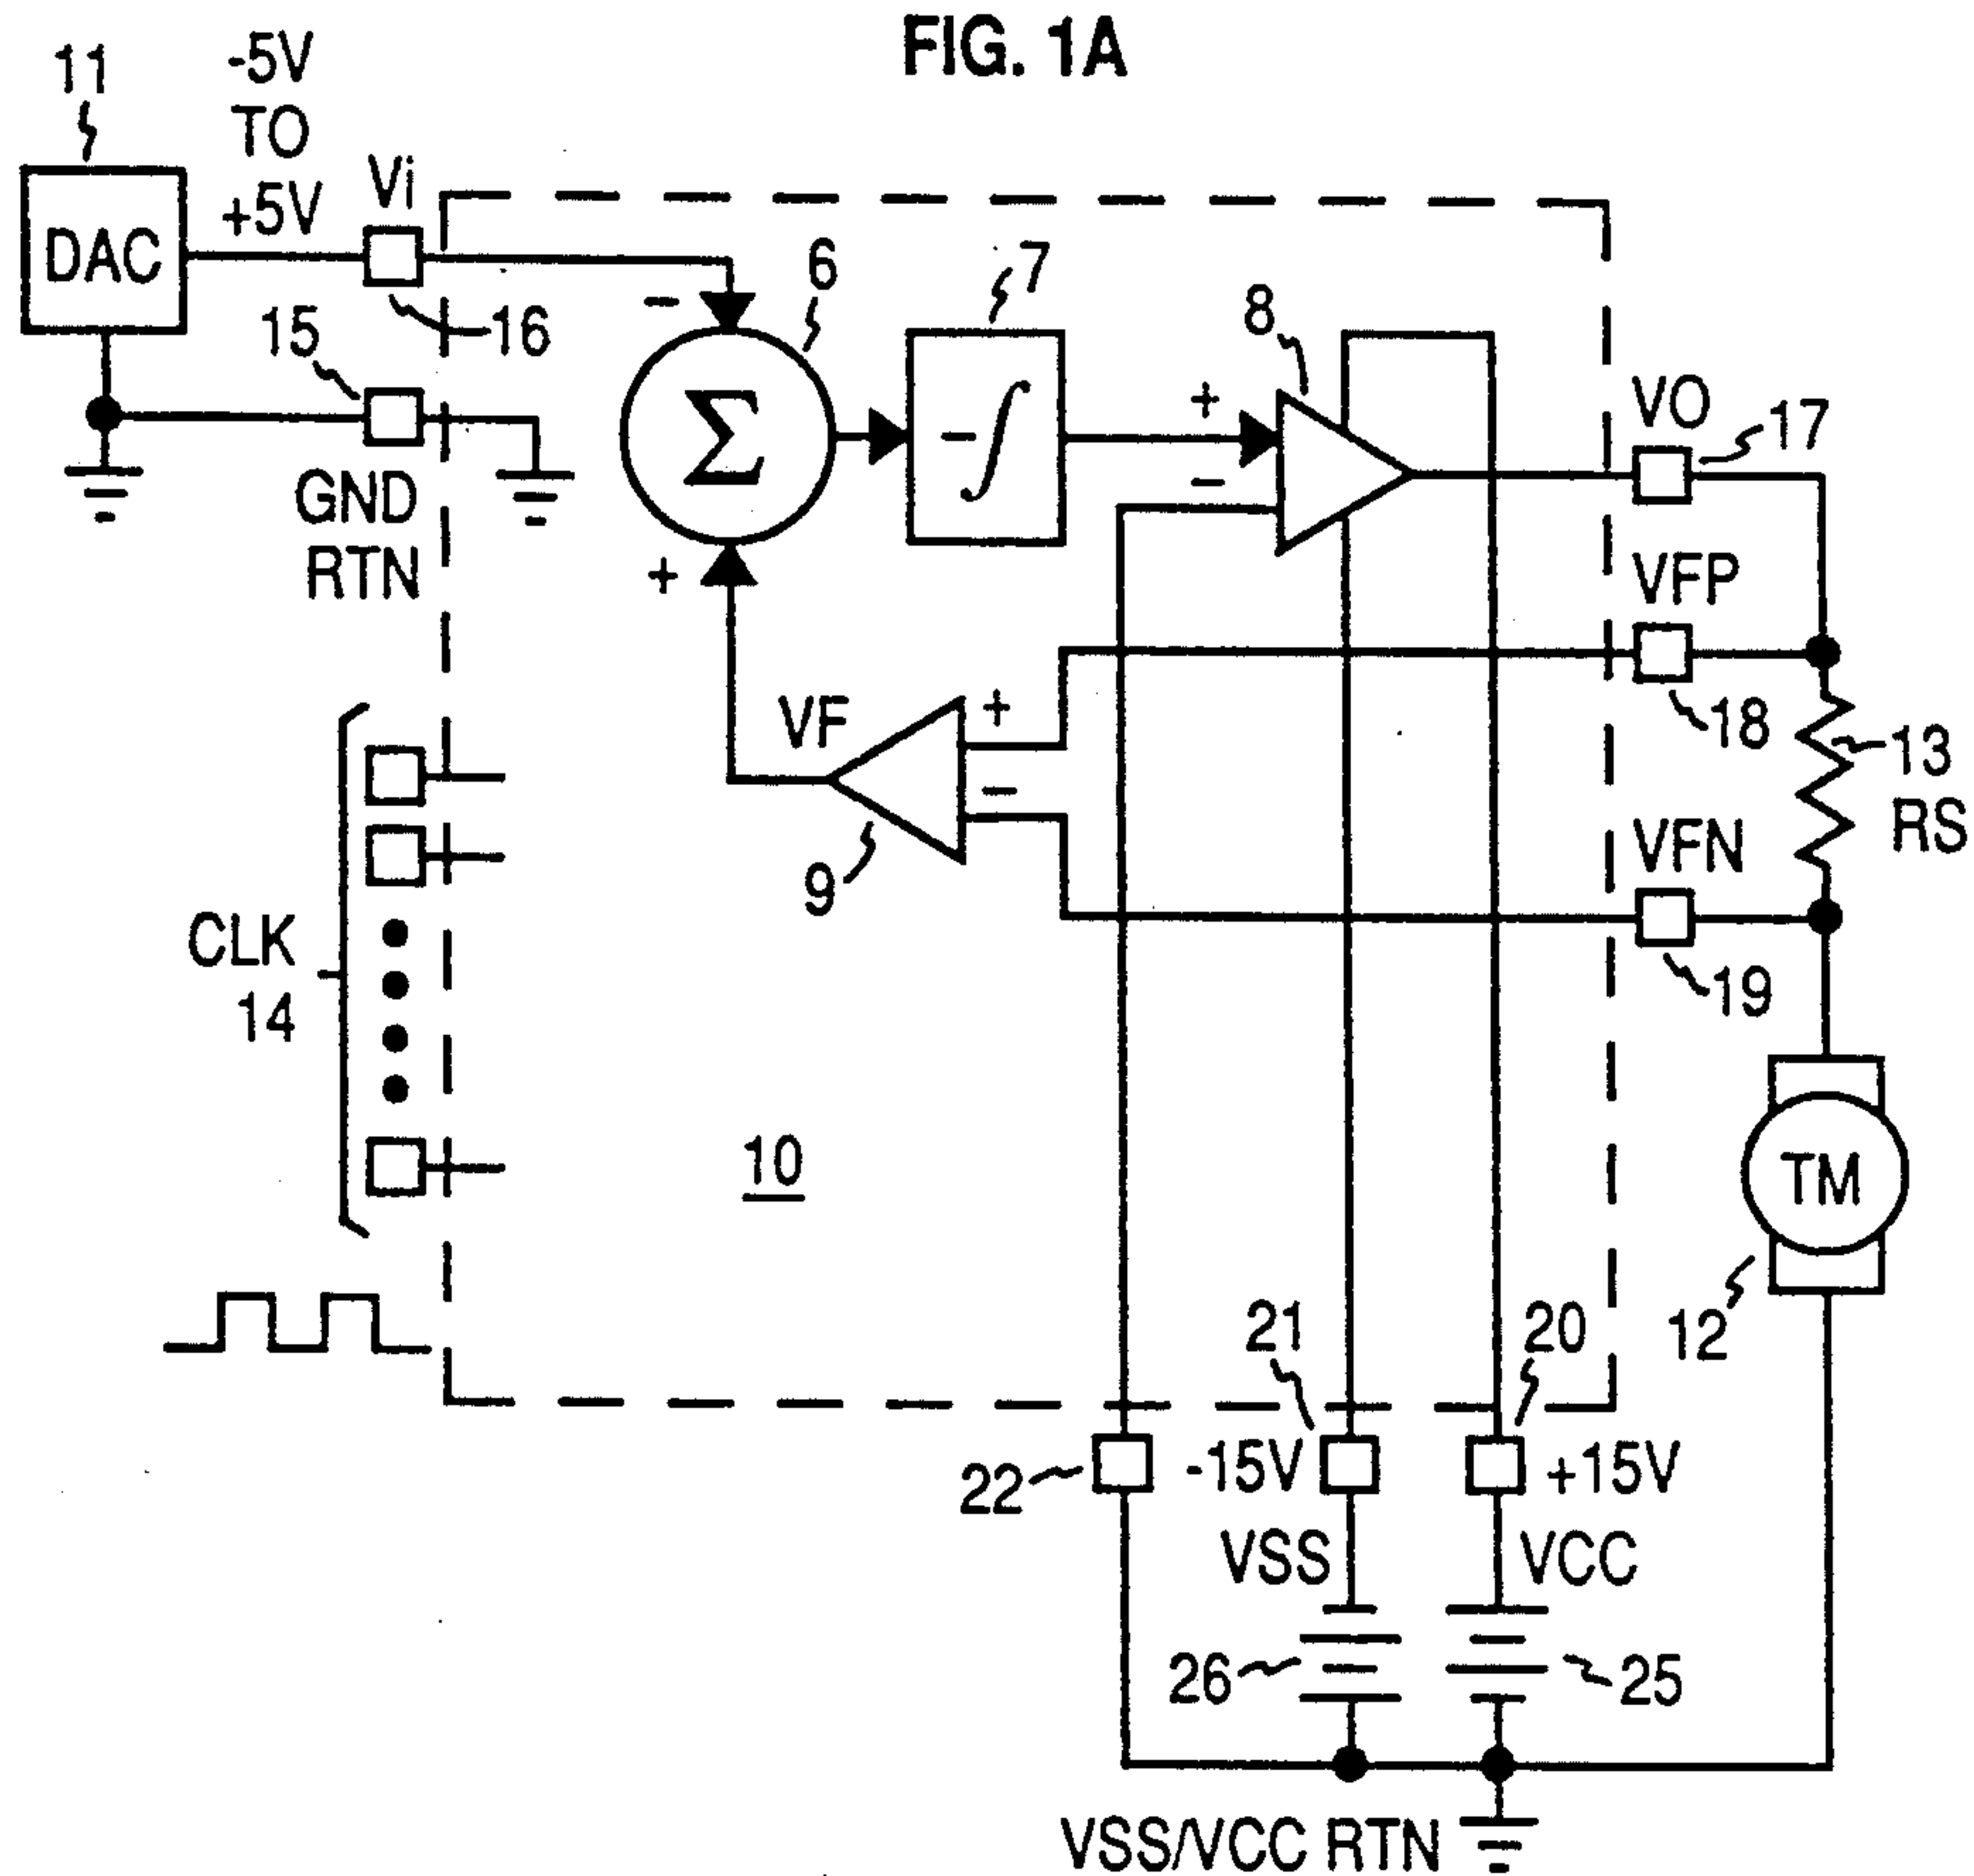 FIG. 1A
11
-5V
TO
+5V
Vi
DAC
16
15
GND
RTN
6
-
Σ
+
7
-∫
8
+
-
VO
17
VFP
18
13
RS
VF
+
-
9
VFN
19
CLK
14
10
TM
12
21
20
22
-15V
+15V
VSS
VCC
26
25
VSS/VCC RTN